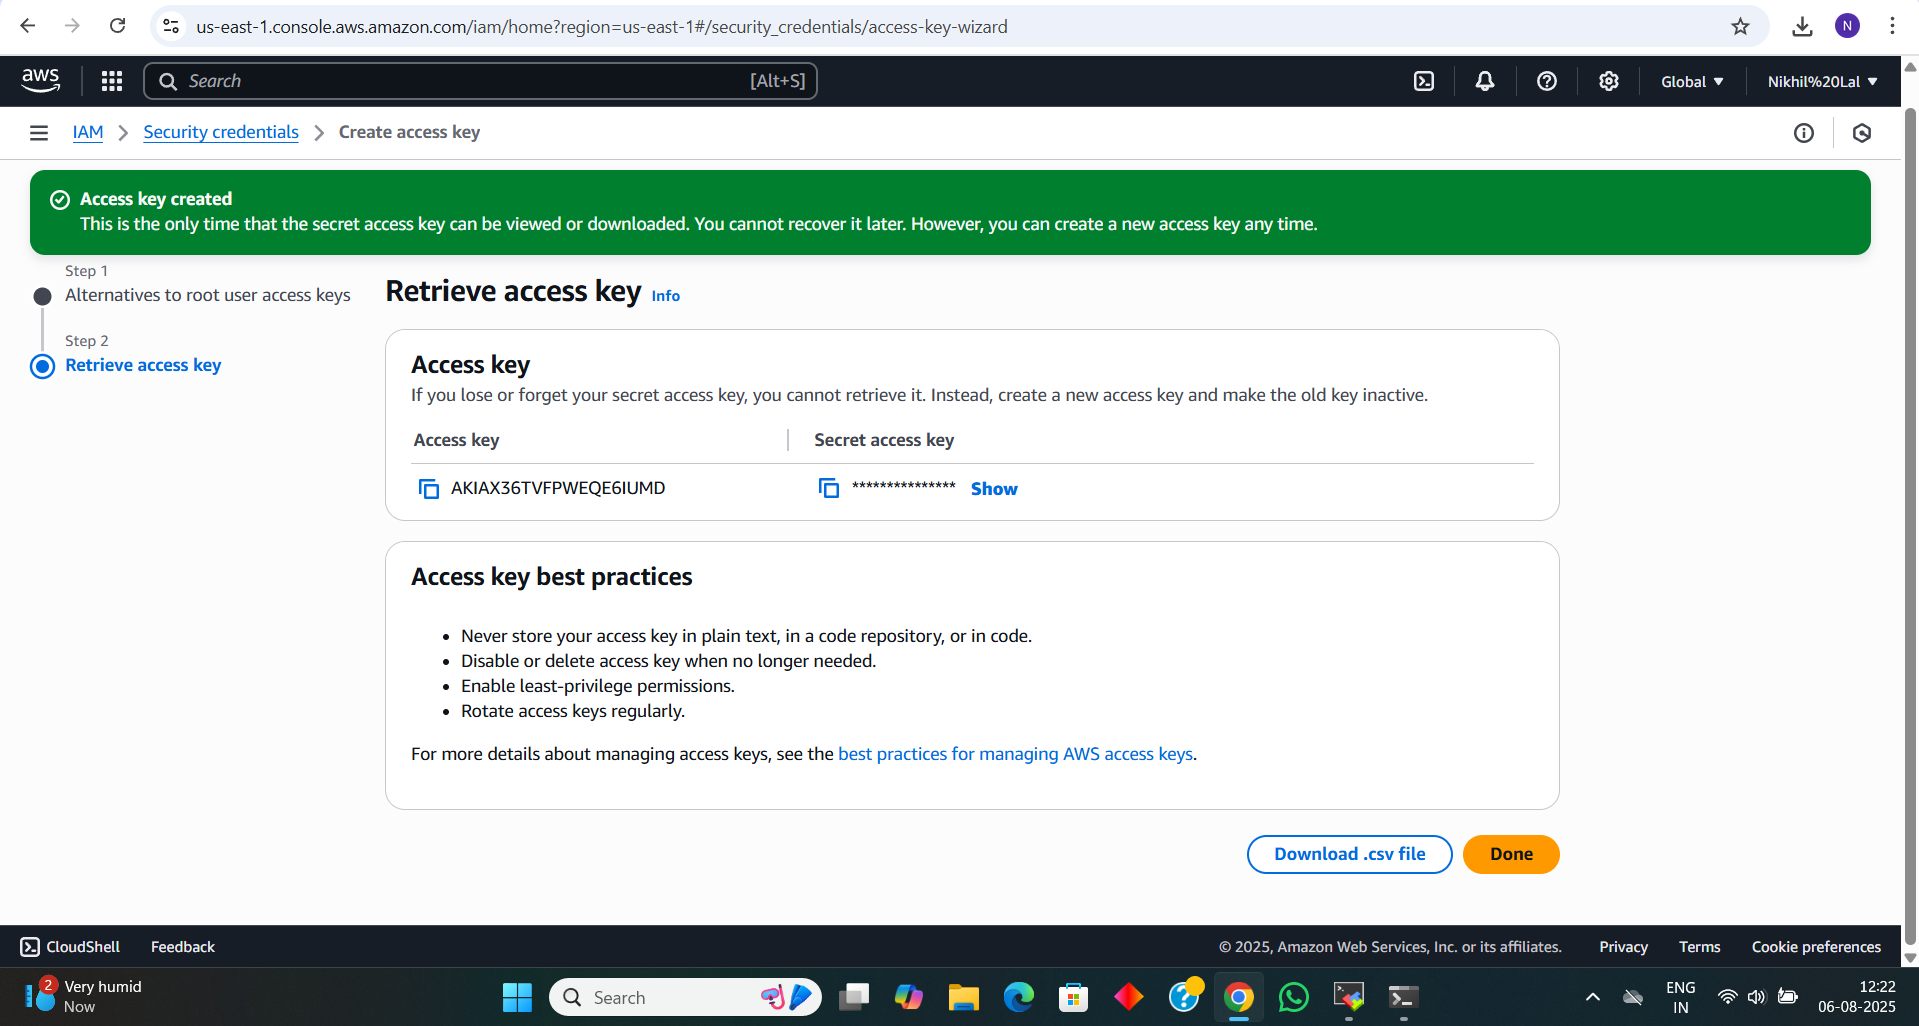 us-east-1.console.aws.amazon.com/iam/home?region=us-east-1#/security_credentials/access-key-wizard
N
aws
Search
[Alt+S]
Global
Nikhil%20Lal
IAM
Security credentials
Create access key
Access key created
This is the only time that the secret access key can be viewed or downloaded. You cannot recover it later. However, you can create a new access key any time.
Step 1
Alternatives to root user access keys
Step 2
Retrieve access key
Retrieve access key Info
Access key
If you lose or forget your secret access key, you cannot retrieve it. Instead, create a new access key and make the old key inactive.
Access key
Secret access key
AKIAX36TVFPWEQE6IUMD
*************** Show
Access key best practices
• Never store your access key in plain text, in a code repository, or in code.
• Disable or delete access key when no longer needed.
• Enable least-privilege permissions.
• Rotate access keys regularly.
For more details about managing access keys, see the best practices for managing AWS access keys.
Download .csv file
Done
CloudShell
Feedback
© 2025, Amazon Web Services, Inc. or its affiliates.
Privacy
Terms
Cookie preferences
2
Very humid
Now
Search
ENG
IN
12:22
06-08-2025